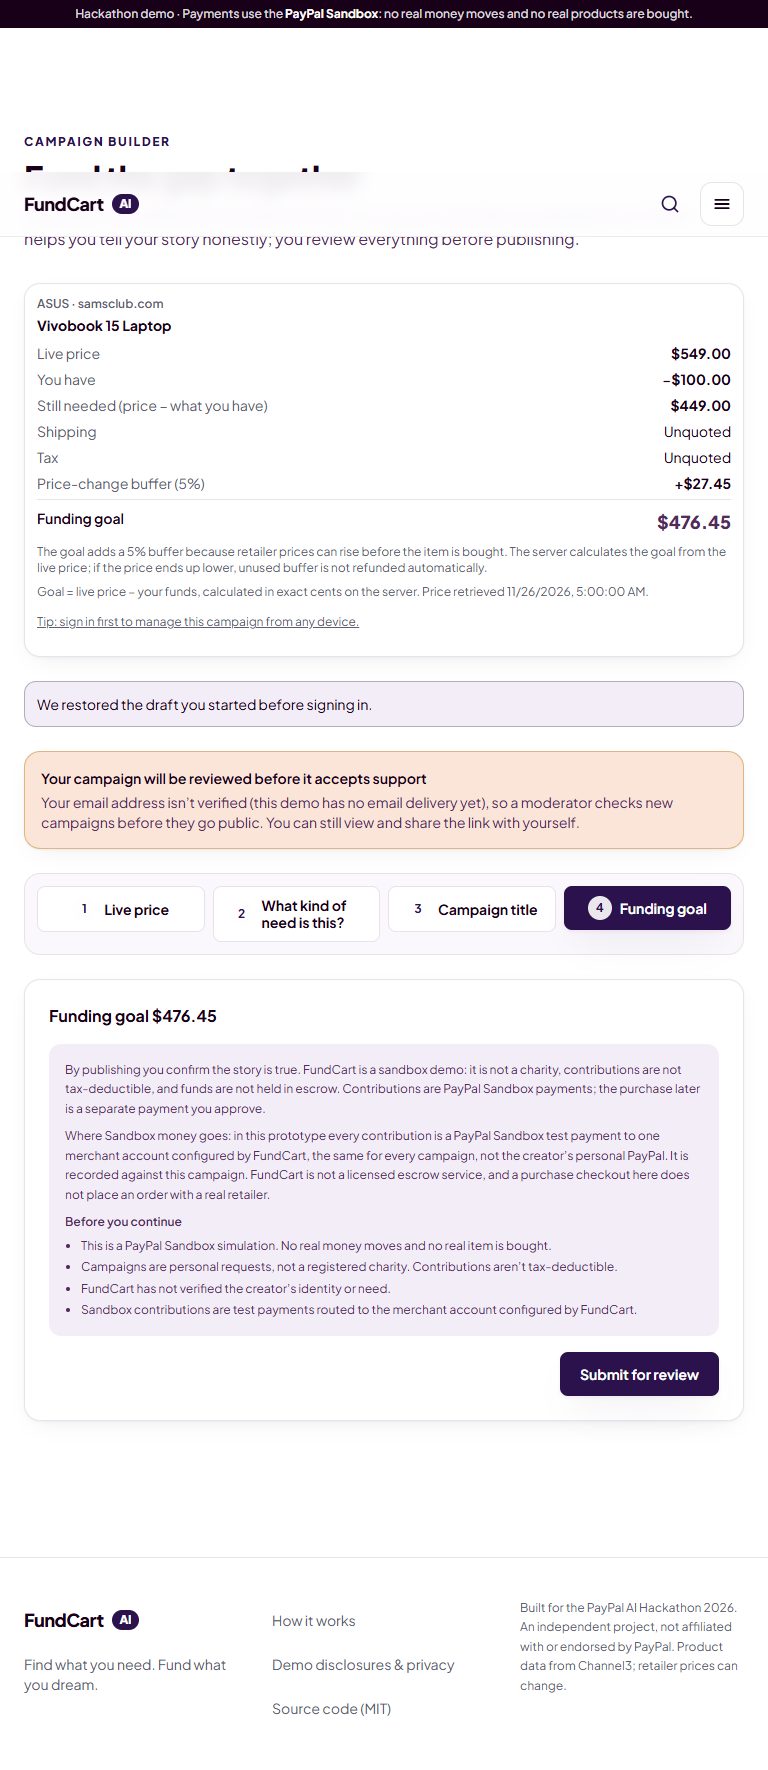 Hackathon demo · Payments use the PayPal Sandbox: no real money moves and no real products are bought.
CAMPAIGN BUILDER
FundCart AI
helps you tell your story honestly; you review everything before publishing.
ASUS · samsclub.com
Vivobook 15 Laptop
Live price $549.00
You have –$100.00
Still needed (price – what you have) $449.00
Shipping Unquoted
Tax Unquoted
Price-change buffer (5%) +$27.45
Funding goal $476.45
The goal adds a 5% buffer because retailer prices can rise before the item is bought. The server calculates the goal from the
live price; if the price ends up lower, unused buffer is not refunded automatically.
Goal = live price – your funds, calculated in exact cents on the server. Price retrieved 11/26/2026, 5:00:00 AM.
Tip: sign in first to manage this campaign from any device.
We restored the draft you started before signing in.
Your campaign will be reviewed before it accepts support
Your email address isn't verified (this demo has no email delivery yet), so a moderator checks new
campaigns before they go public. You can still view and share the link with yourself.
1 Live price
2 What kind of
need is this?
3 Campaign title
4 Funding goal
Funding goal $476.45
By publishing you confirm the story is true. FundCart is a sandbox demo: it is not a charity, contributions are not
tax-deductible, and funds are not held in escrow. Contributions are PayPal Sandbox payments; the purchase later
is a separate payment you approve.
Where Sandbox money goes: in this prototype every contribution is a PayPal Sandbox test payment to one
merchant account configured by FundCart, the same for every campaign, not the creator's personal PayPal. It is
recorded against this campaign. FundCart is not a licensed escrow service, and a purchase checkout here does
not place an order with a real retailer.
Before you continue
• This is a PayPal Sandbox simulation. No real money moves and no real item is bought.
• Campaigns are personal requests, not a registered charity. Contributions aren't tax-deductible.
• FundCart has not verified the creator's identity or need.
• Sandbox contributions are test payments routed to the merchant account configured by FundCart.
Submit for review
FundCart AI
Find what you need. Fund what
you dream.
How it works
Demo disclosures & privacy
Source code (MIT)
Built for the PayPal AI Hackathon 2026.
An independent project, not affiliated
with or endorsed by PayPal. Product
data from Channel3; retailer prices can
change.